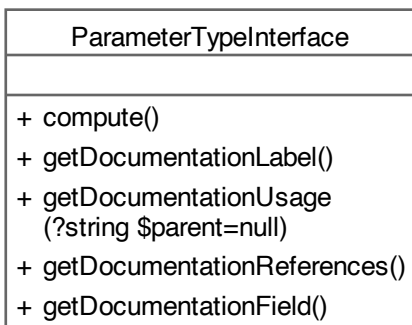 ParameterTypeInterface
+ compute()
+ getDocumentationLabel()
+ getDocumentationUsage
(?string $parent=null)
+ getDocumentationReferences()
+ getDocumentationField()